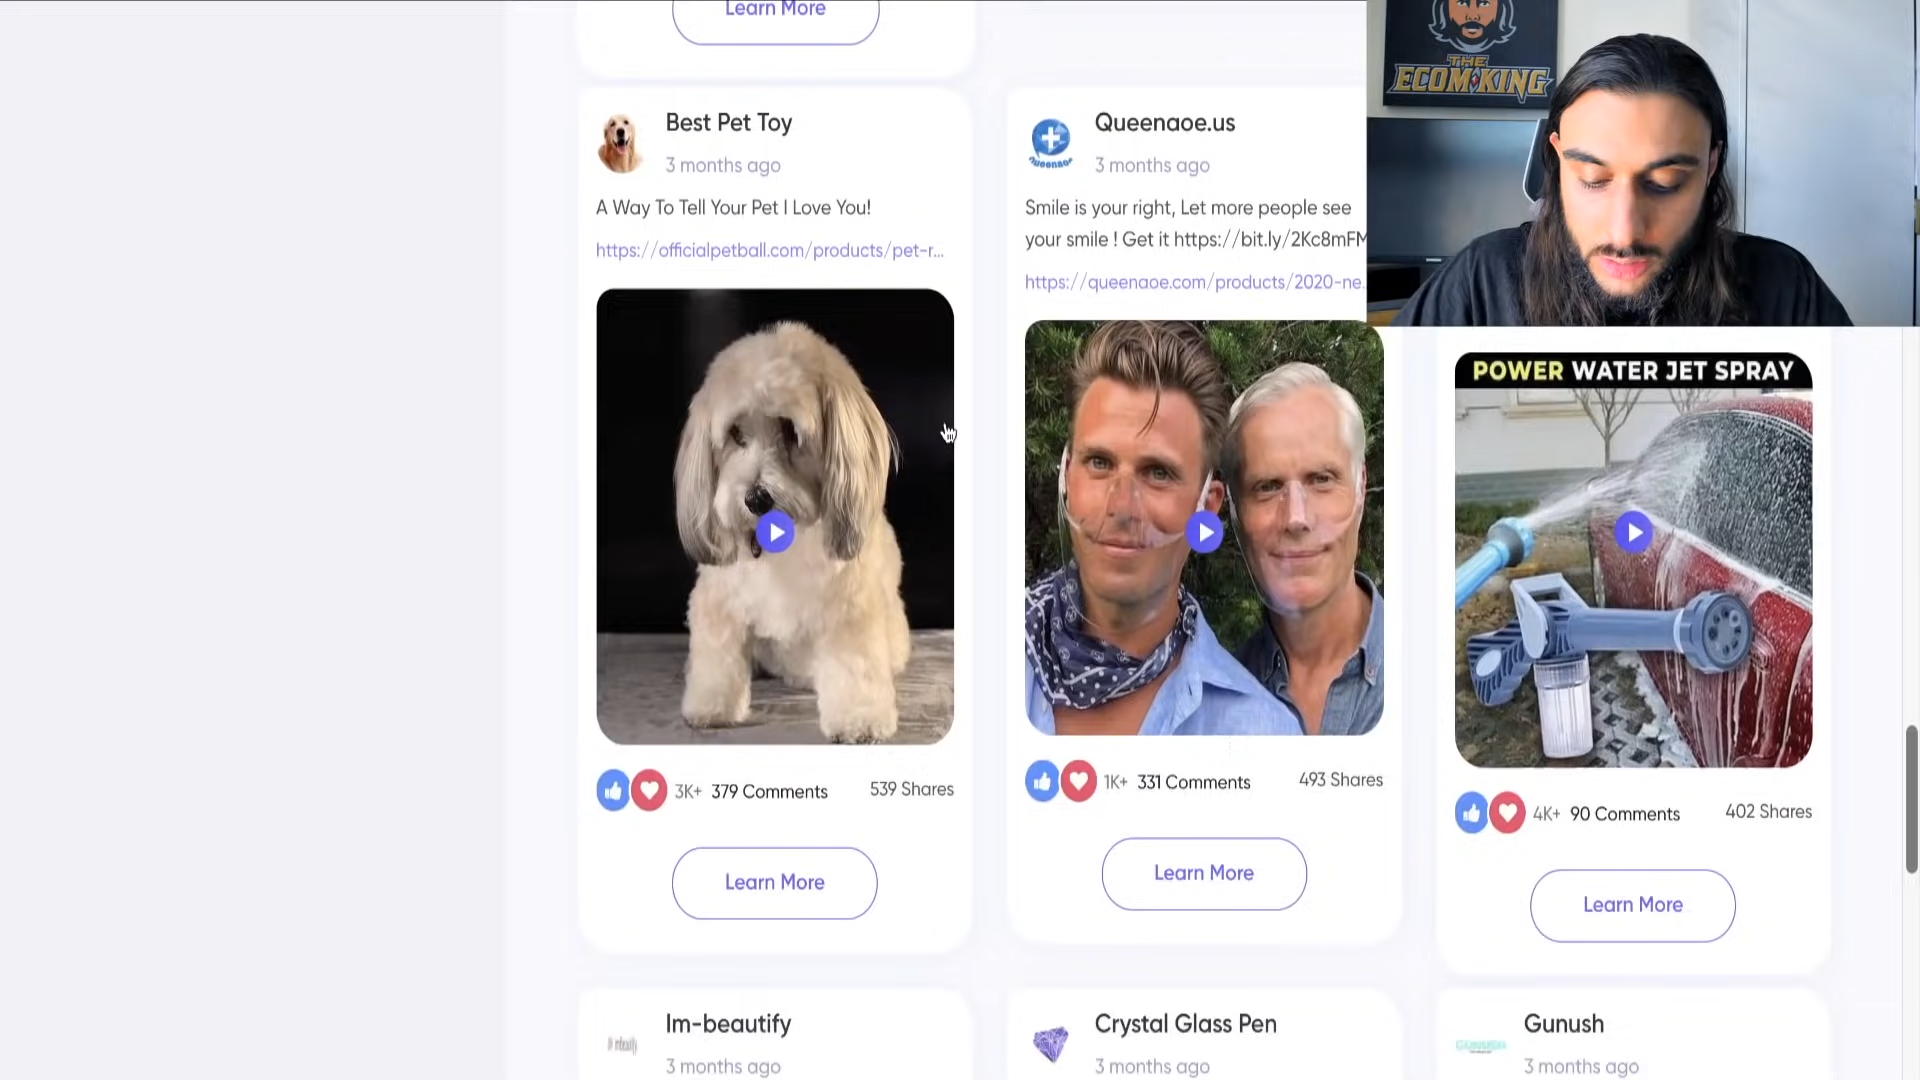 Learn More
THE
ECOM KING
Best Pet Toy
3 months ago
A Way To Tell Your Pet I Love You!
https://officialpetball.com/products/pet-r...
3K+ 379 Comments 539 Shares
Learn More
Queenaoe.us
3 months ago
Smile is your right, Let more people see
your smile ! Get it https://bit.ly/2Kc8mFM
https://queenaoe.com/products/2020-ne.
1K+ 331 Comments 493 Shares
Learn More
POWER WATER JET SPRAY
4K+ 90 Comments 402 Shares
Learn More
Im-beautify
3 months ago
Crystal Glass Pen
3 months ago
Gunush
3 months ago